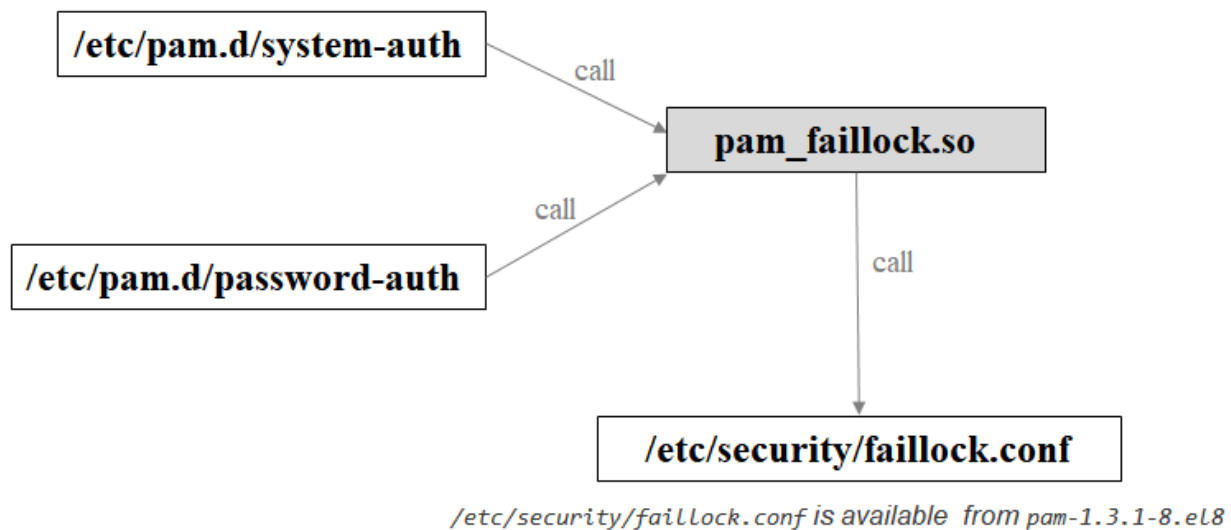 /etc/pam.d/system-auth
call
pam_faillock.so
call
/etc/pam.d/password-auth
call
/etc/security/faillock.conf
/etc/security/faillock.conf is available from pam-1.3.1-8.el8